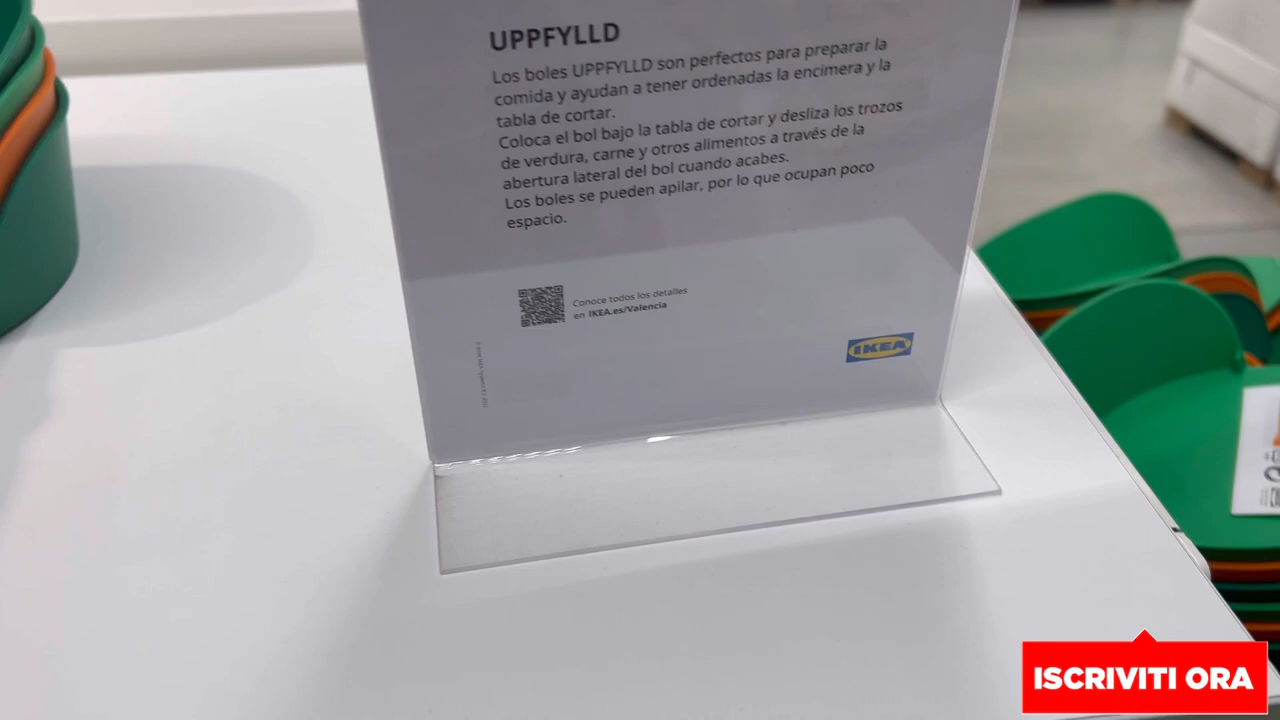 UPPFYLLD
Los boles UPPFYLLD son perfectos para preparar la
comida y ayudan a tener ordenadas la encimera y la
tabla de cortar.
Coloca el bol bajo la tabla de cortar y desliza los trozos
de verdura, carne y otros alimentos a través de la
abertura lateral del bol cuando acabes.
Los boles se pueden apilar, por lo que ocupan poco
espacio.
Conoce todos los detalles
en IKEA.es/Valencia
IKEA
ISCRIVITI ORA